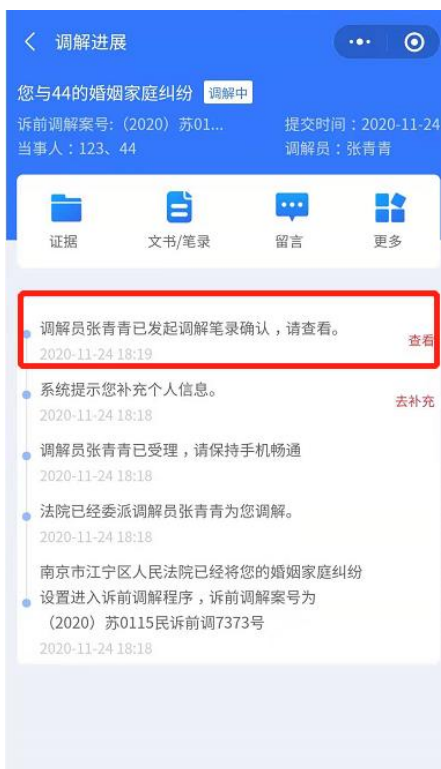 调解进展
您与44的婚姻家庭纠纷 调解中
诉前调解案号:（2020）苏01... 提交时间：2020-11-24
当事人：123、44 调解员：张青青
证据 文书/笔录 留言 更多
调解员张青青已发起调解笔录确认，请查看。
查看
2020-11-24 18:19
系统提示您补充个人信息。
去补充
2020-11-24 18:18
调解员张青青已受理，请保持手机畅通
2020-11-24 18:18
法院已经委派调解员张青青为您调解。
2020-11-24 18:18
南京市江宁区人民法院已经将您的婚姻家庭纠纷
设置进入诉前调解程序，诉前调解案号为
（2020）苏0115民诉前调7373号
2020-11-24 18:18